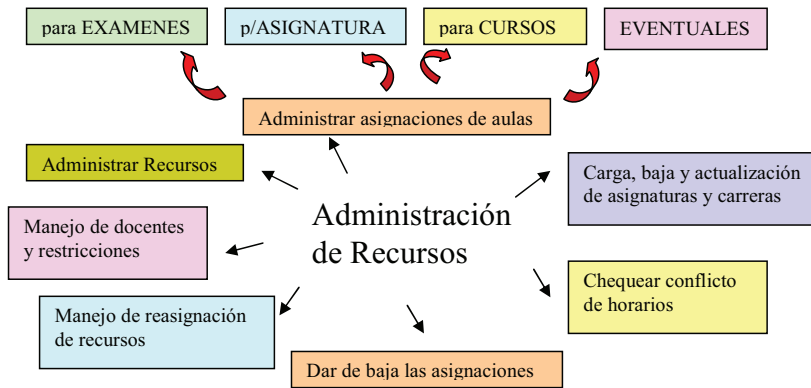 para EXAMENES
p/ASIGNATURA
para CURSOS
EVENTUALES
Administrar asignaciones de aulas
Administrar Recursos
Carga, baja y actualización
de asignaturas y carreras
Administración
de Recursos
Manejo de docentes
y restricciones
Chequear conflicto
de horarios
Manejo de reasignación
de recursos
Dar de baja las asignaciones